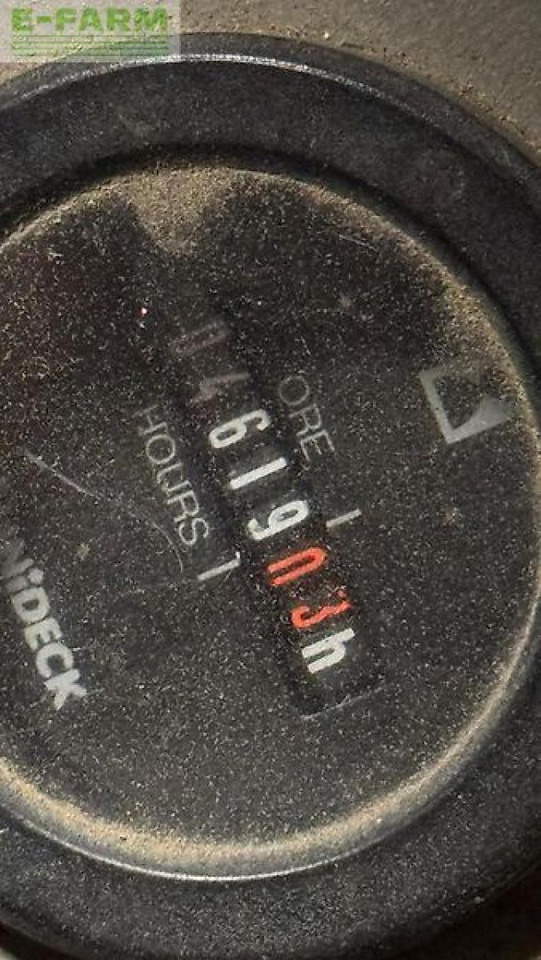 E-FARM
ORE
0461903h
HOURS
NiDECK